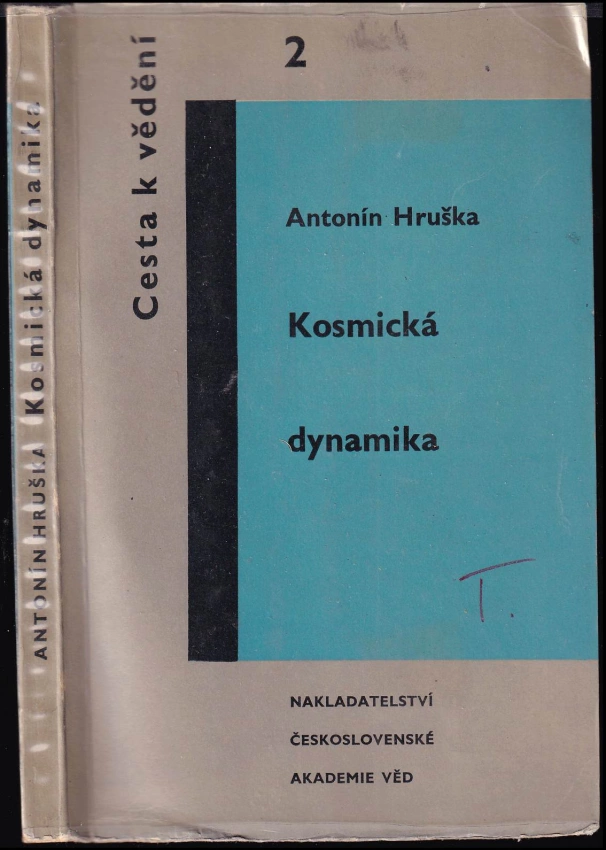 2
Cesta k vědění
Antonín Hruška
Kosmická
dynamika
T.
NAKLADATELSTVÍ
ČESKOSLOVENSKÉ
AKADEMIE VĚD
ANTONÍN HRUŠKA Kosmická dynamika